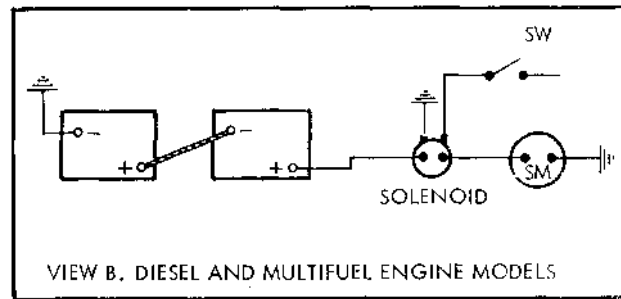 SW
-
+
-
+
SOLENOID
SM
VIEW B. DIESEL AND MULTIFUEL ENGINE MODELS